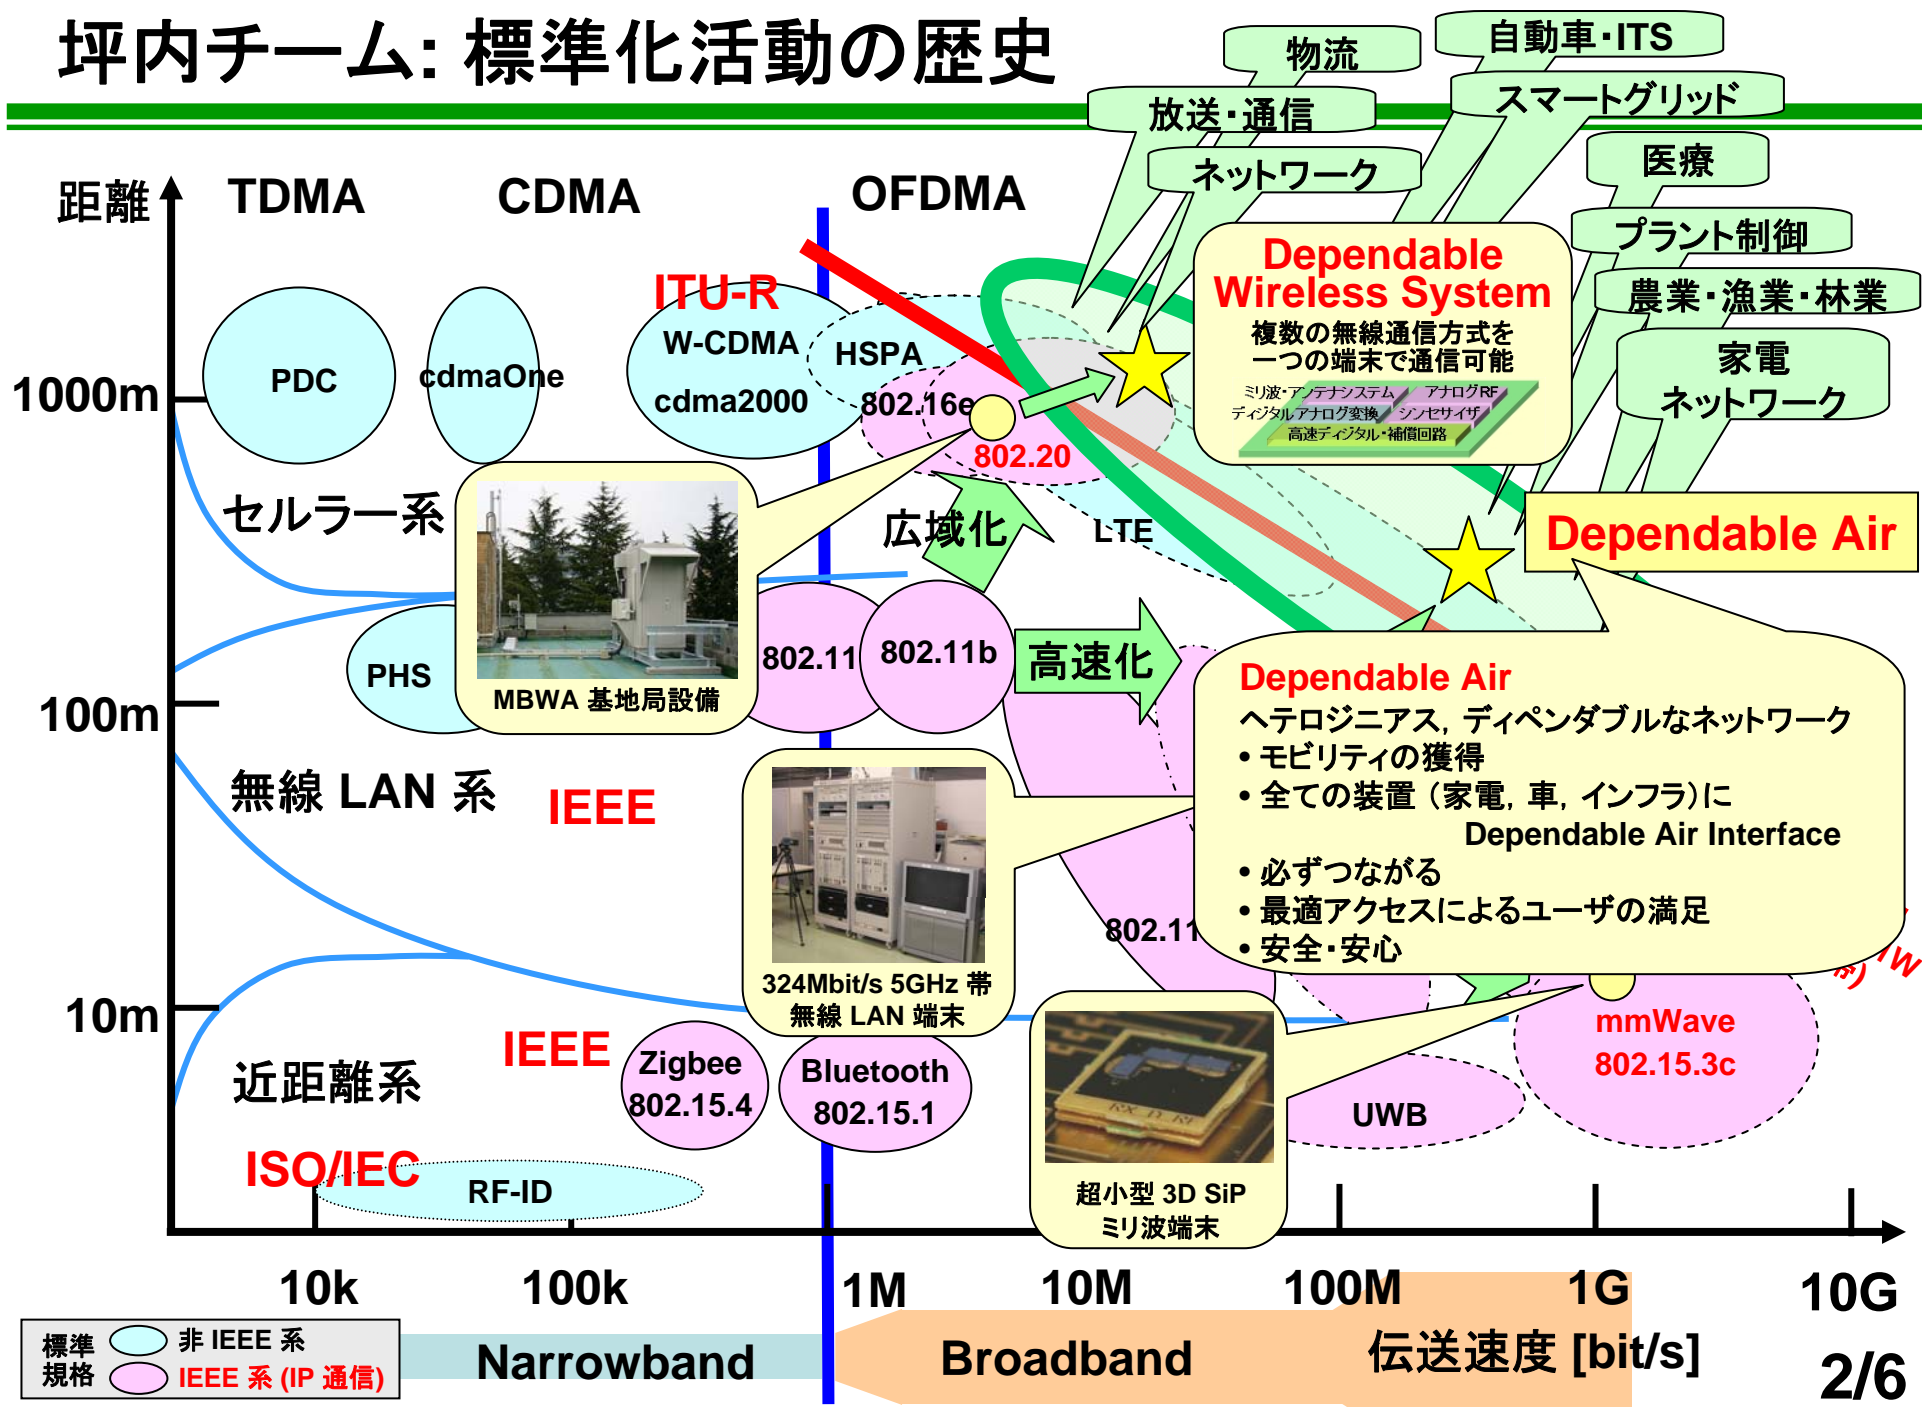 坪内チーム: 標準化活動の歴史
物流
自動車・ITS
放送・通信
スマートグリッド
ネットワーク
医療
プラント制御
農業・漁業・林業
家電
ネットワーク
距離
TDMA
CDMA
OFDMA
Dependable
Wireless System
複数の無線通信方式を
一つの端末で通信可能
ミリ波・アンテナシステム
アナログRF
ディジタルアナログ変換
シンセサイザ
高速ディジタル・補償回路
ITU-R
W-CDMA
cdma2000
HSPA
PDC
cdmaOne
802.16e
802.20
1000m
セルラー系
広域化
LTE
Dependable Air
MBWA 基地局設備
PHS
802.11
802.11b
高速化
100m
無線 LAN 系
IEEE
Dependable Air
ヘテロジニアス, ディペンダブルなネットワーク
• モビリティの獲得
• 全ての装置 (家電, 車, インフラ)に
Dependable Air Interface
• 必ずつながる
• 最適アクセスによるユーザの満足
• 安全・安心
802.11
324Mbit/s 5GHz 帯
無線 LAN 端末
10m
近距離系
IEEE
Zigbee
802.15.4
Bluetooth
802.15.1
RX D RF
超小型 3D SiP
ミリ波端末
UWB
mmWave
802.15.3c
ISO/IEC
RF-ID
10k
100k
1M
10M
100M
1G
10G
標準
規格
非 IEEE 系
IEEE 系 (IP 通信)
Narrowband
Broadband
伝送速度 [bit/s]
2/6